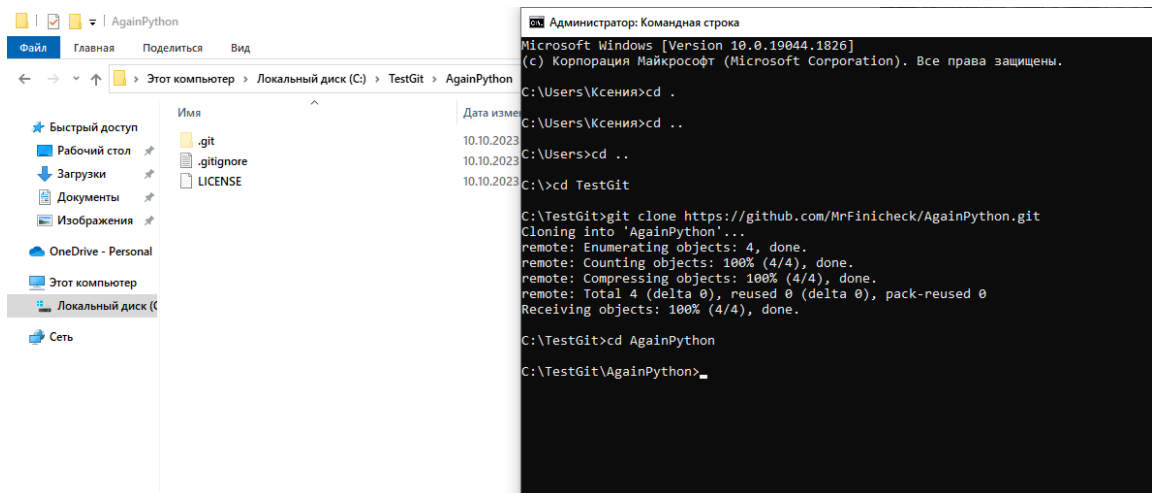 AgainPython
Файл Главная Поделиться Вид
Этот компьютер > Локальный диск (C:) > TestGit > AgainPython
Имя
Дата изме
Быстрый доступ
Рабочий стол
Загрузки
Документы
Изображения
OneDrive - Personal
Этот компьютер
Локальный диск (C
Сеть
.git 10.10.2023
.gitignore 10.10.2023
LICENSE 10.10.2023
Администратор: Командная строка
Microsoft Windows [Version 10.0.19044.1826]
(c) Корпорация Майкрософт (Microsoft Corporation). Все права защищены.
C:\Users\Ксения>cd .
C:\Users\Ксения>cd ..
C:\Users>cd ..
C:\>cd TestGit
C:\TestGit>git clone https://github.com/MrFinicheck/AgainPython.git
Cloning into 'AgainPython'...
remote: Enumerating objects: 4, done.
remote: Counting objects: 100% (4/4), done.
remote: Compressing objects: 100% (4/4), done.
remote: Total 4 (delta 0), reused 0 (delta 0), pack-reused 0
Receiving objects: 100% (4/4), done.
C:\TestGit>cd AgainPython
C:\TestGit\AgainPython>